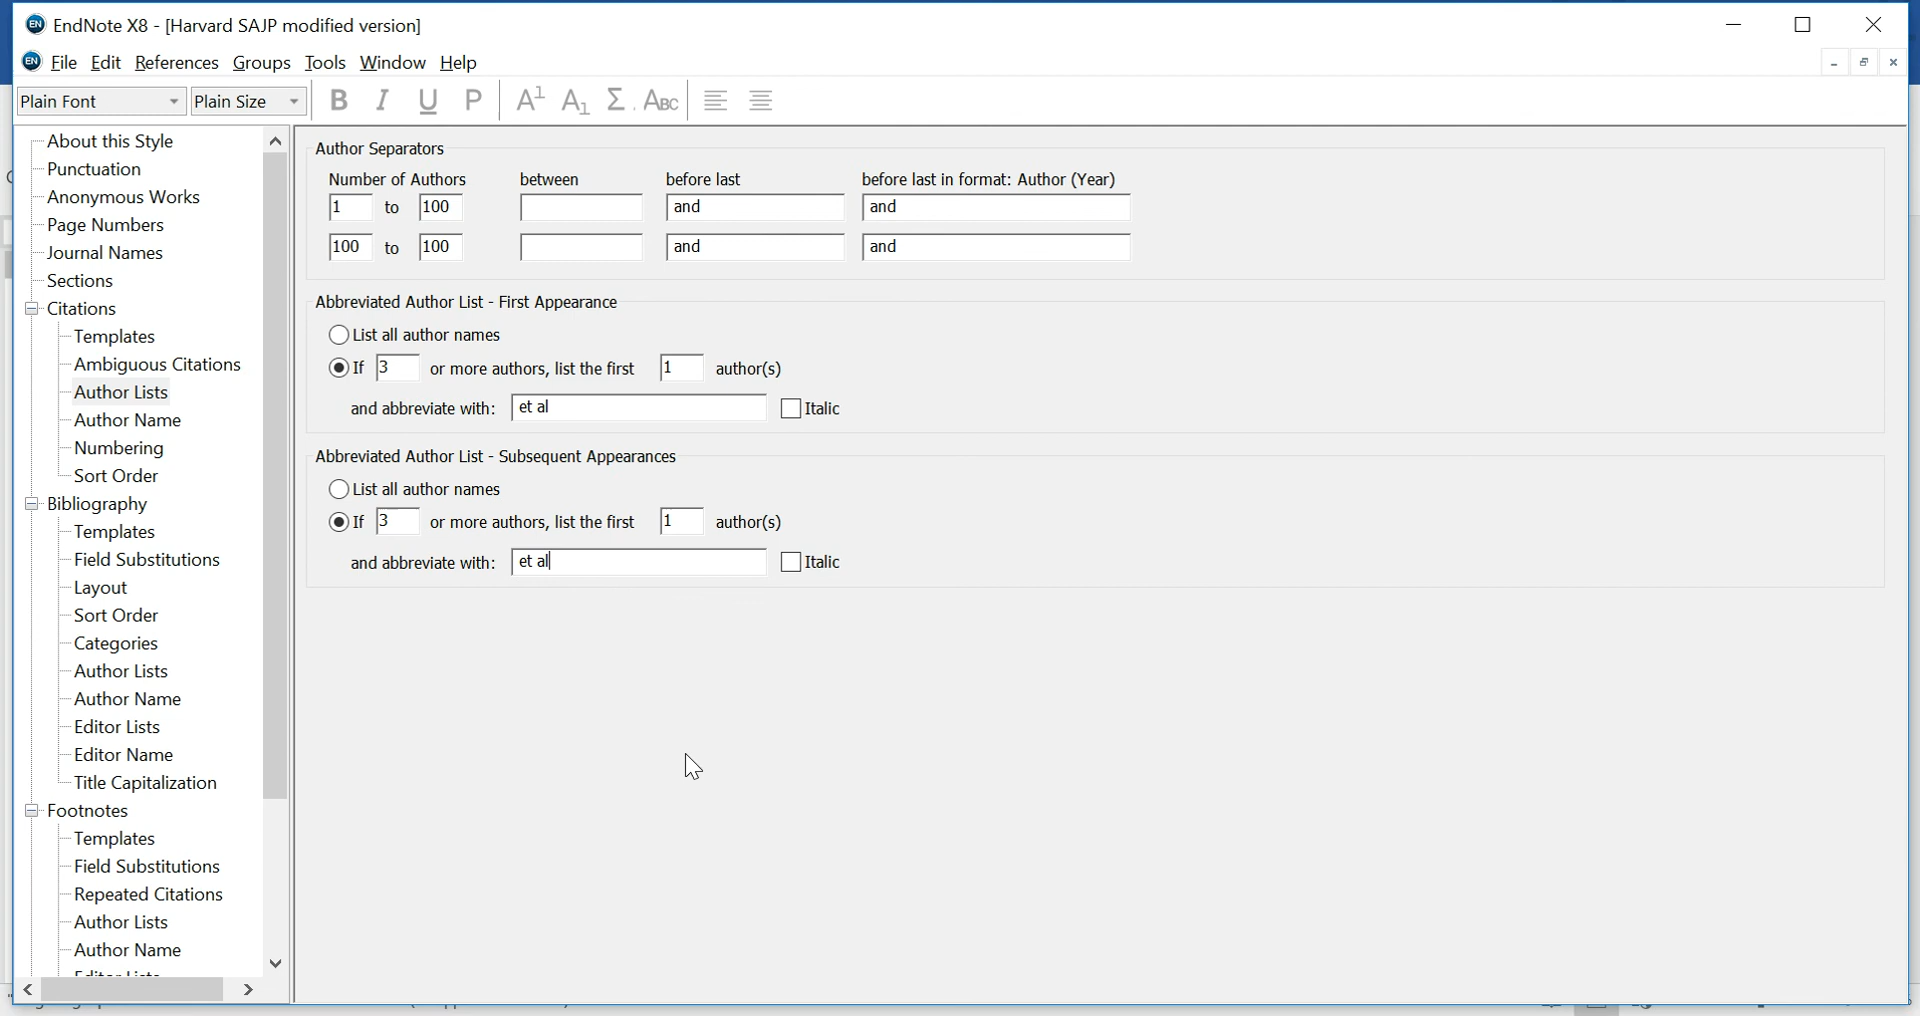 EndNote X8 - [Harvard SAJP modified version]
File Edit References Groups Tools Window Help
Plain Font Plain Size B I U P A1 A1 Σ ABC
About this Style
Punctuation
Anonymous Works
Page Numbers
Journal Names
Sections
Citations
Templates
Ambiguous Citations
Author Lists
Author Name
Numbering
Sort Order
Bibliography
Templates
Field Substitutions
Layout
Sort Order
Categories
Author Lists
Author Name
Editor Lists
Editor Name
Title Capitalization
Footnotes
Templates
Field Substitutions
Repeated Citations
Author Lists
Author Name
Editor Lists
Author Separators
Number of Authors between before last before last in format: Author (Year)
1 to 100 and and
100 to 100 and and
Abbreviated Author List - First Appearance
List all author names
If 3 or more authors, list the first 1 author(s)
and abbreviate with: et al Italic
Abbreviated Author List - Subsequent Appearances
List all author names
If 3 or more authors, list the first 1 author(s)
and abbreviate with: et al Italic